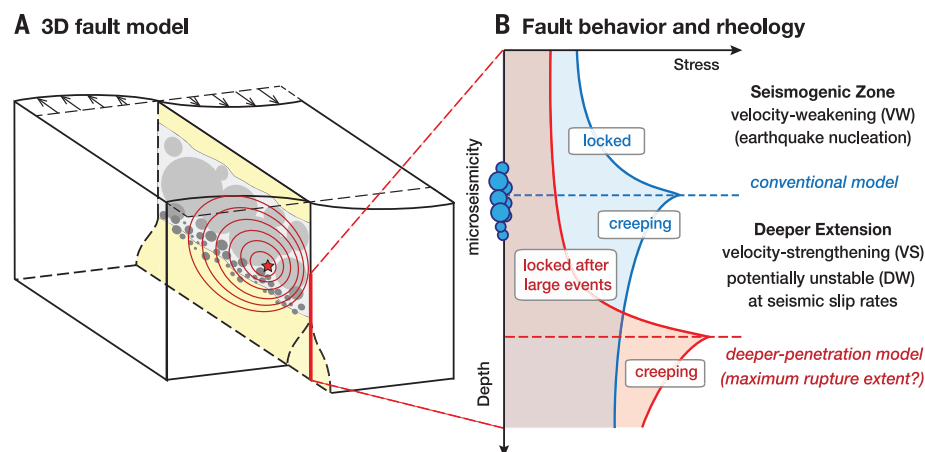 A 3D fault model
B Fault behavior and rheology
Stress
Seismogenic Zone
velocity-weakening (VW)
(earthquake nucleation)
locked
microseismicity
conventional model
creeping
Deeper Extension
velocity-strengthening (VS)
potentially unstable (DW)
at seismic slip rates
locked after
large events
deeper-penetration model
(maximum rupture extent?)
creeping
Depth